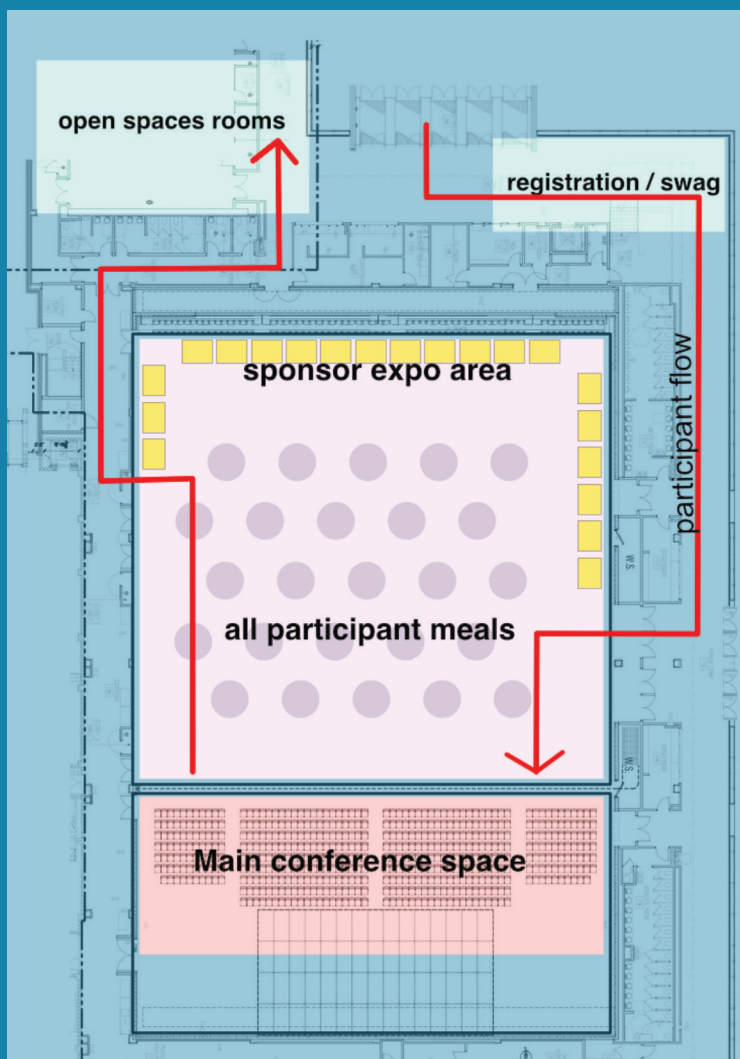 open spaces rooms
registration / swag
sponsor expo area
participant flow
W.S.
all participant meals
W.S.
Main conference space